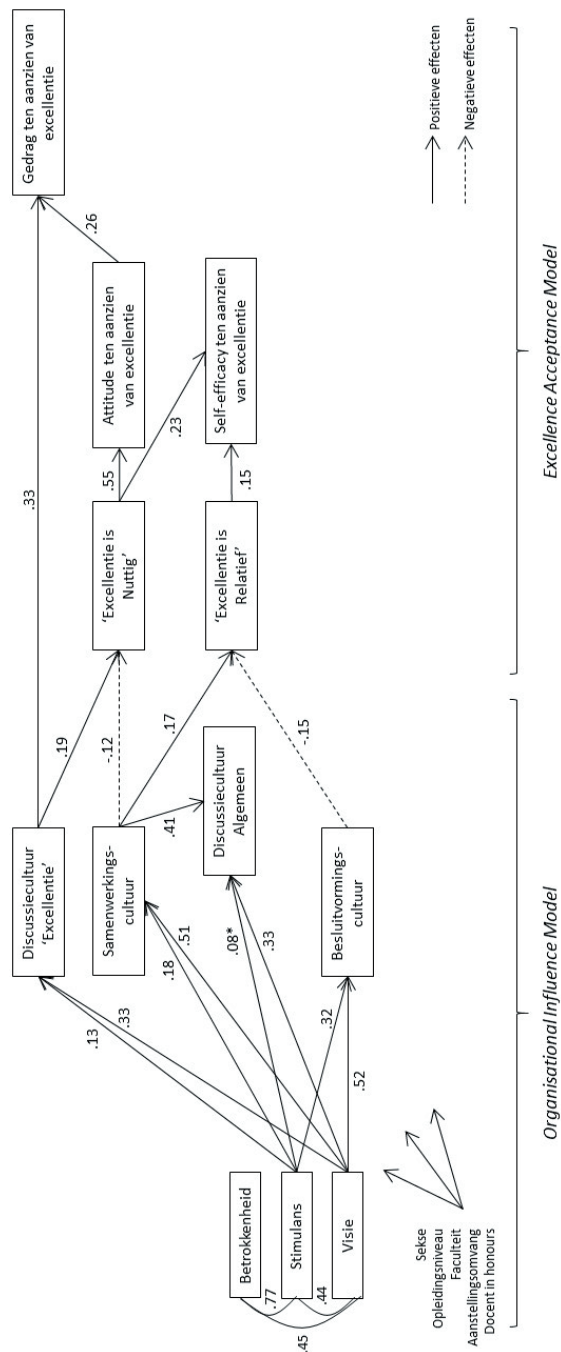 .45
.77
.44
Betrokkenheid
Stimulans
Visie
Sekse
Opleidingsniveau
Faculteit
Aanstellingsomvang
Docent in honours
.13
.33
.18
.51
.08*
.33
.32
.52
Discussiecultuur
‘Excellentie’
Samenwerkings-
cultuur
.41
Discussiecultuur
Algemeen
Besluitvormings-
cultuur
.33
.19
-.12
.17
-.15
‘Excellentie is
Nuttig’
‘Excellentie is
Relatief’
.55
.23
.15
Attitude ten aanzien
van excellentie
Self-efficacy ten aanzien
van excellentie
.26
Gedrag ten aanzien van
excellentie
Positieve effecten
Negatieve effecten
Organisational Influence Model
Excellence Acceptance Model